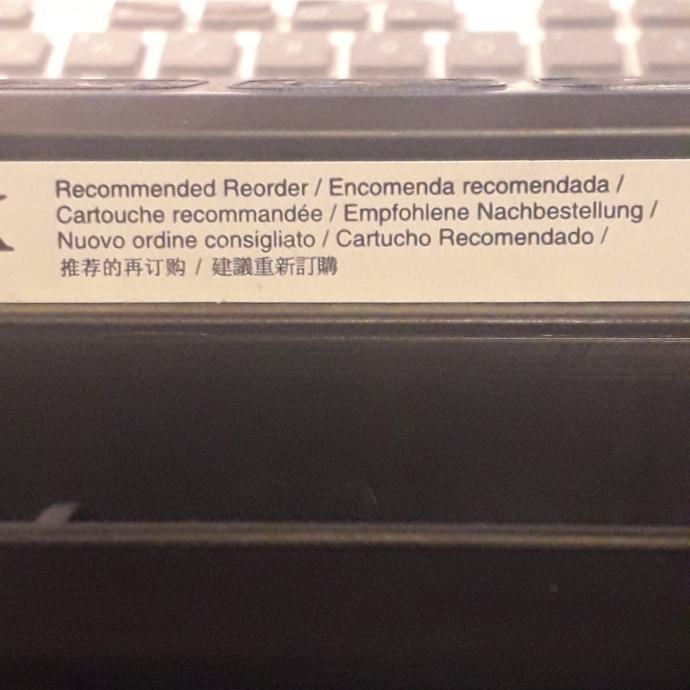 Recommended Reorder / Encomenda recomendada /
Cartouche recommandée / Empfohlene Nachbestellung /
Nuovo ordine consigliato / Cartucho Recomendado /
推荐的再订购 / 建議重新訂購